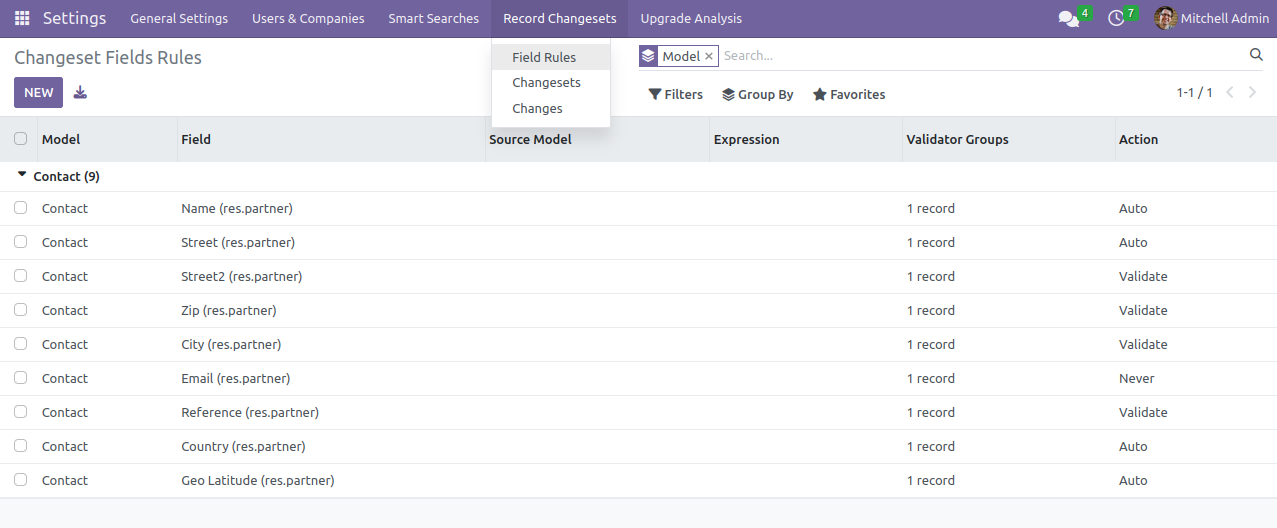 Settings General Settings Users & Companies Smart Searches Record Changesets Upgrade Analysis 4 7 Mitchell Admin
Changeset Fields Rules
Field Rules
Changesets
Changes
Model × Search...
NEW
Filters Group By Favorites 1-1 / 1
Model Field Source Model Expression Validator Groups Action
Contact (9)
Contact Name (res.partner) 1 record Auto
Contact Street (res.partner) 1 record Auto
Contact Street2 (res.partner) 1 record Validate
Contact Zip (res.partner) 1 record Validate
Contact City (res.partner) 1 record Validate
Contact Email (res.partner) 1 record Never
Contact Reference (res.partner) 1 record Validate
Contact Country (res.partner) 1 record Auto
Contact Geo Latitude (res.partner) 1 record Auto